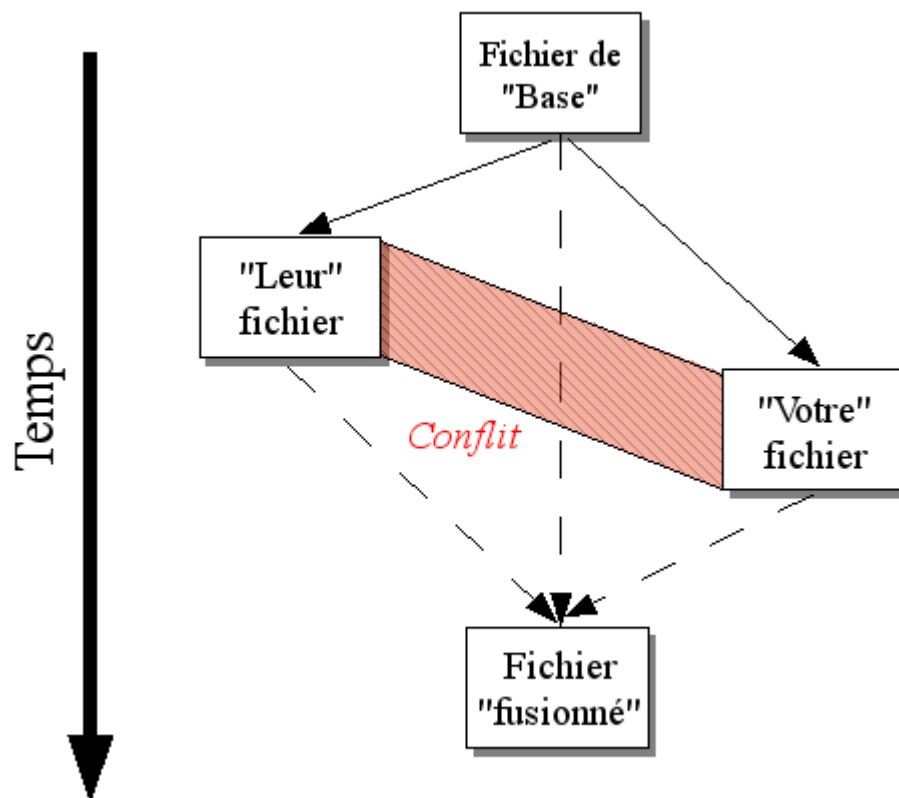 Fichier de
"Base"
"Leur"
fichier
Temps
"Votre"
fichier
Conflit
Fichier
"fusionné"